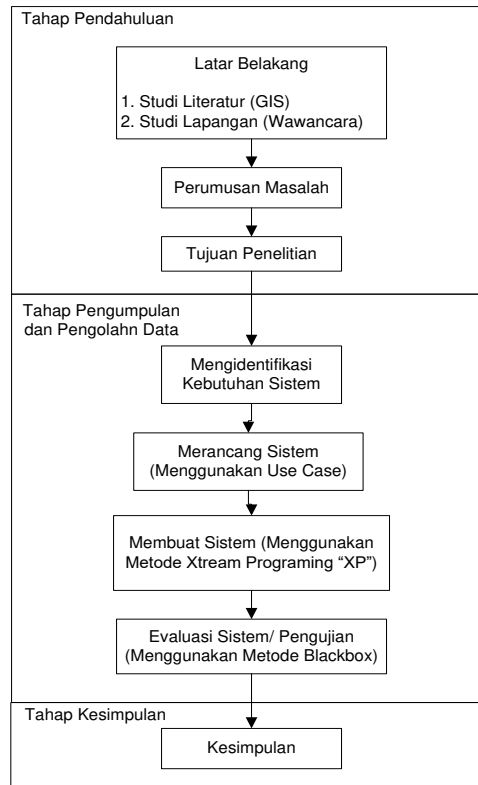 Tahap Pendahuluan
Latar Belakang
1. Studi Literatur (GIS)
2. Studi Lapangan (Wawancara)
Perumusan Masalah
Tujuan Penelitian
Tahap Pengumpulan
dan Pengolahn Data
Mengidentifikasi
Kebutuhan Sistem
Merancang Sistem
(Menggunakan Use Case)
Membuat Sistem (Menggunakan
Metode Xtream Programing “XP”)
Evaluasi Sistem/ Pengujian
(Menggunakan Metode Blackbox)
Tahap Kesimpulan
Kesimpulan